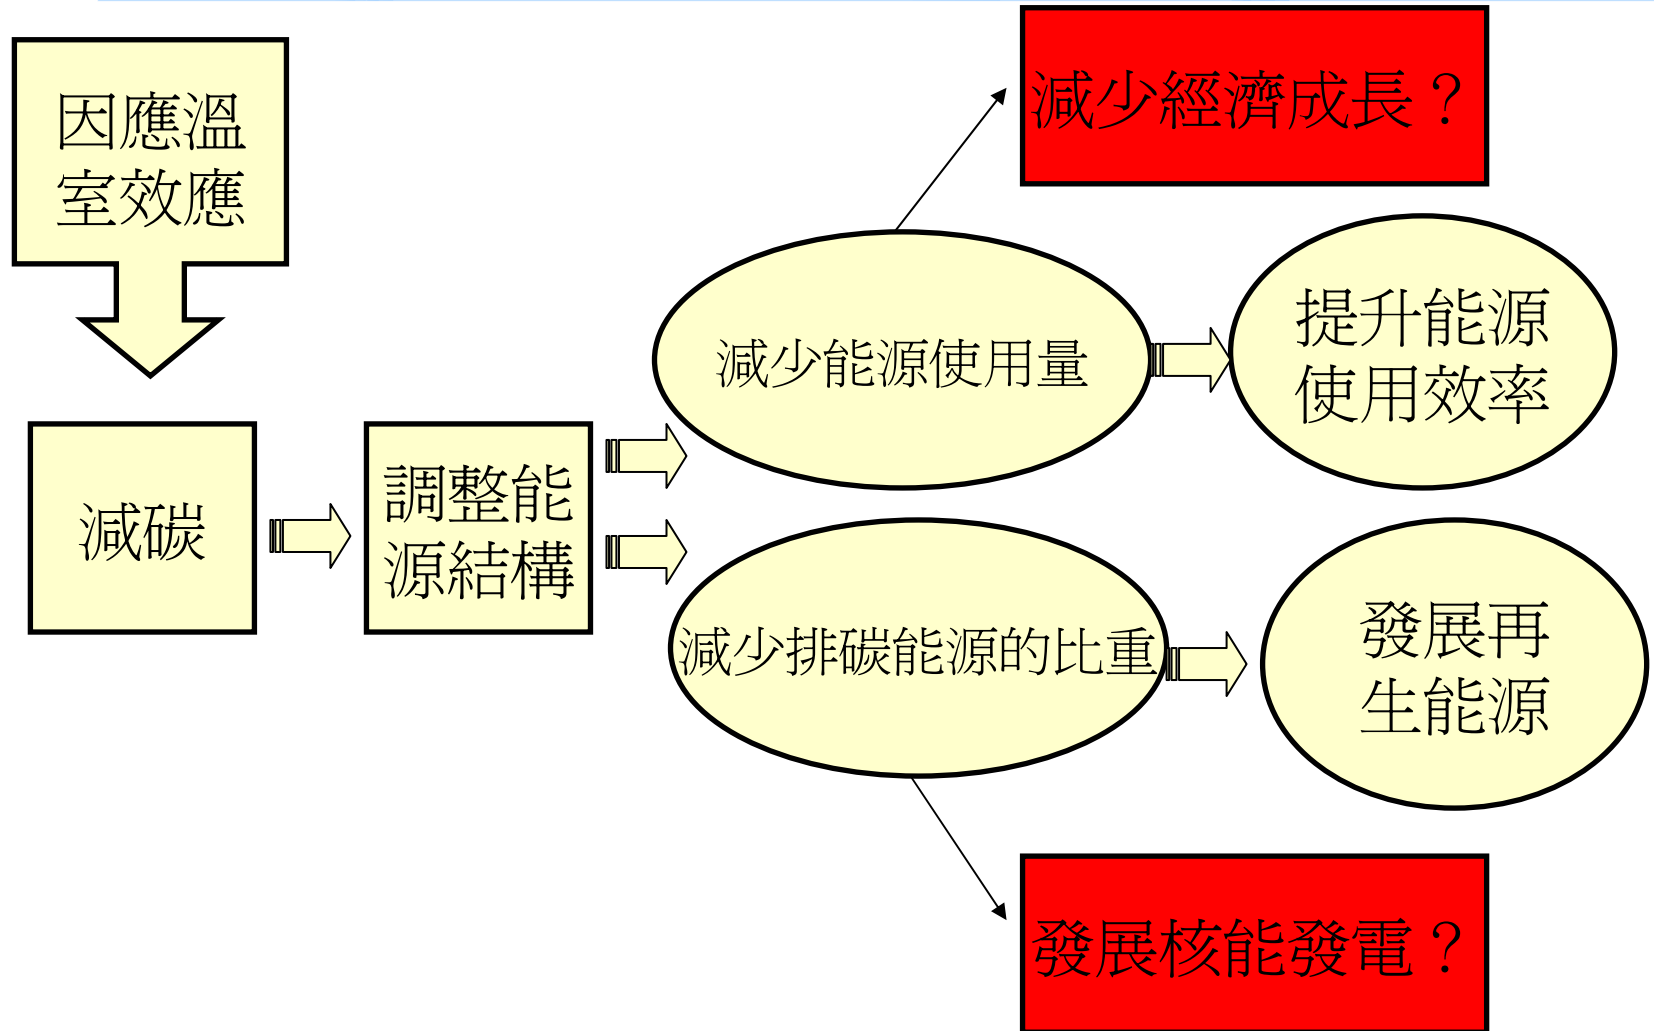 減少經濟成長？
因應溫
室效應
提升能源
使用效率
減少能源使用量
調整能
源結構
減碳
發展再
生能源
減少排碳能源的比重
發展核能發電？